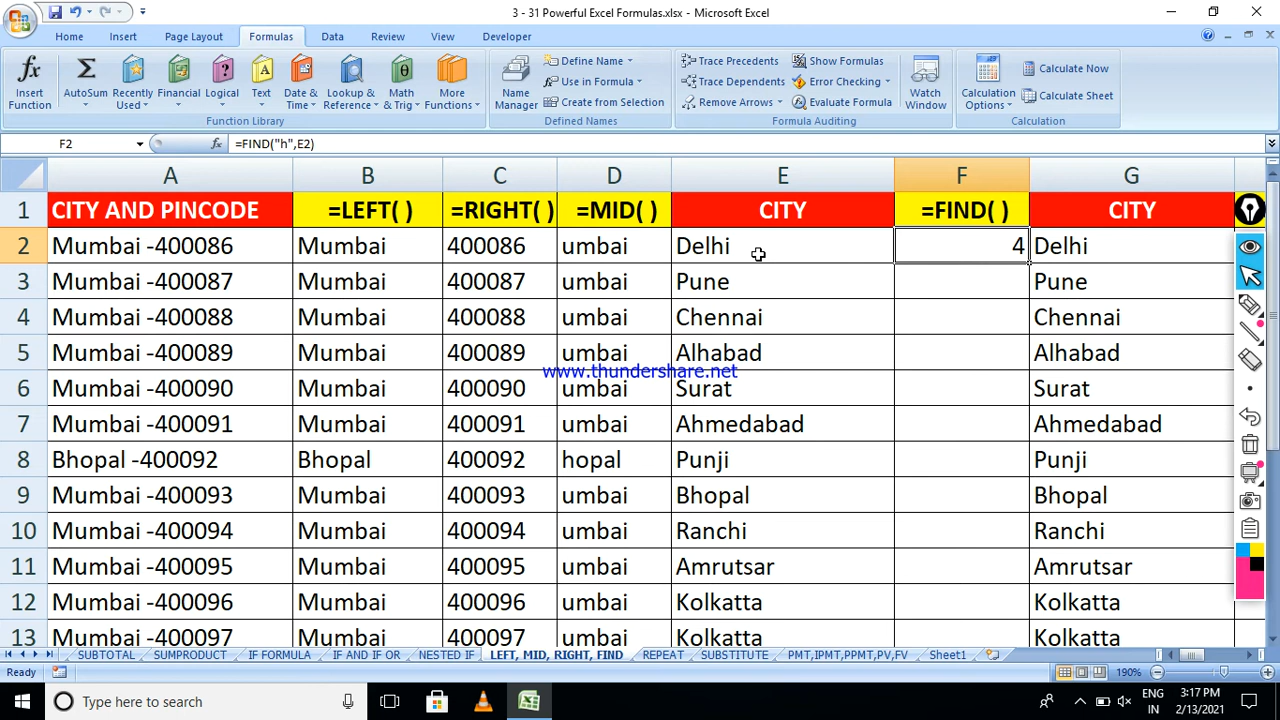 3 - 31 Powerful Excel Formulas.xlsx - Microsoft Excel
Home Insert Page Layout Formulas Data Review View Developer
Insert Function
AutoSum
Recently Used
Financial
Logical
Text
Date & Time
Lookup & Reference
Math & Trig
More Functions
Function Library
Name Manager
Define Name
Use in Formula
Create from Selection
Defined Names
Trace Precedents
Trace Dependents
Remove Arrows
Show Formulas
Error Checking
Evaluate Formula
Formula Auditing
Watch Window
Calculation Options
Calculate Now
Calculate Sheet
Calculation
F2 fx =FIND("h",E2)
A B C D E F G
1 CITY AND PINCODE =LEFT( ) =RIGHT( ) =MID( ) CITY =FIND( ) CITY
2 Mumbai -400086 Mumbai 400086 umbai Delhi 4 Delhi
3 Mumbai -400087 Mumbai 400087 umbai Pune Pune
4 Mumbai -400088 Mumbai 400088 umbai Chennai Chennai
5 Mumbai -400089 Mumbai 400089 umbai Alhabad Alhabad
www.thundershare.net
6 Mumbai -400090 Mumbai 400090 umbai Surat Surat
7 Mumbai -400091 Mumbai 400091 umbai Ahmedabad Ahmedabad
8 Bhopal -400092 Bhopal 400092 hopal Punji Punji
9 Mumbai -400093 Mumbai 400093 umbai Bhopal Bhopal
10 Mumbai -400094 Mumbai 400094 umbai Ranchi Ranchi
11 Mumbai -400095 Mumbai 400095 umbai Amrutsar Amrutsar
12 Mumbai -400096 Mumbai 400096 umbai Kolkatta Kolkatta
13 Mumbai -400097 Mumbai 400097 umbai Kolkatta Kolkatta
SUBTOTAL SUMPRODUCT IF FORMULA IF AND IF OR NESTED IF LEFT, MID, RIGHT, FIND REPEAT SUBSTITUTE PMT,IPMT,PPMT,PV,FV Sheet1
Ready 190%
Type here to search
ENG
IN
3:17 PM
2/13/2021